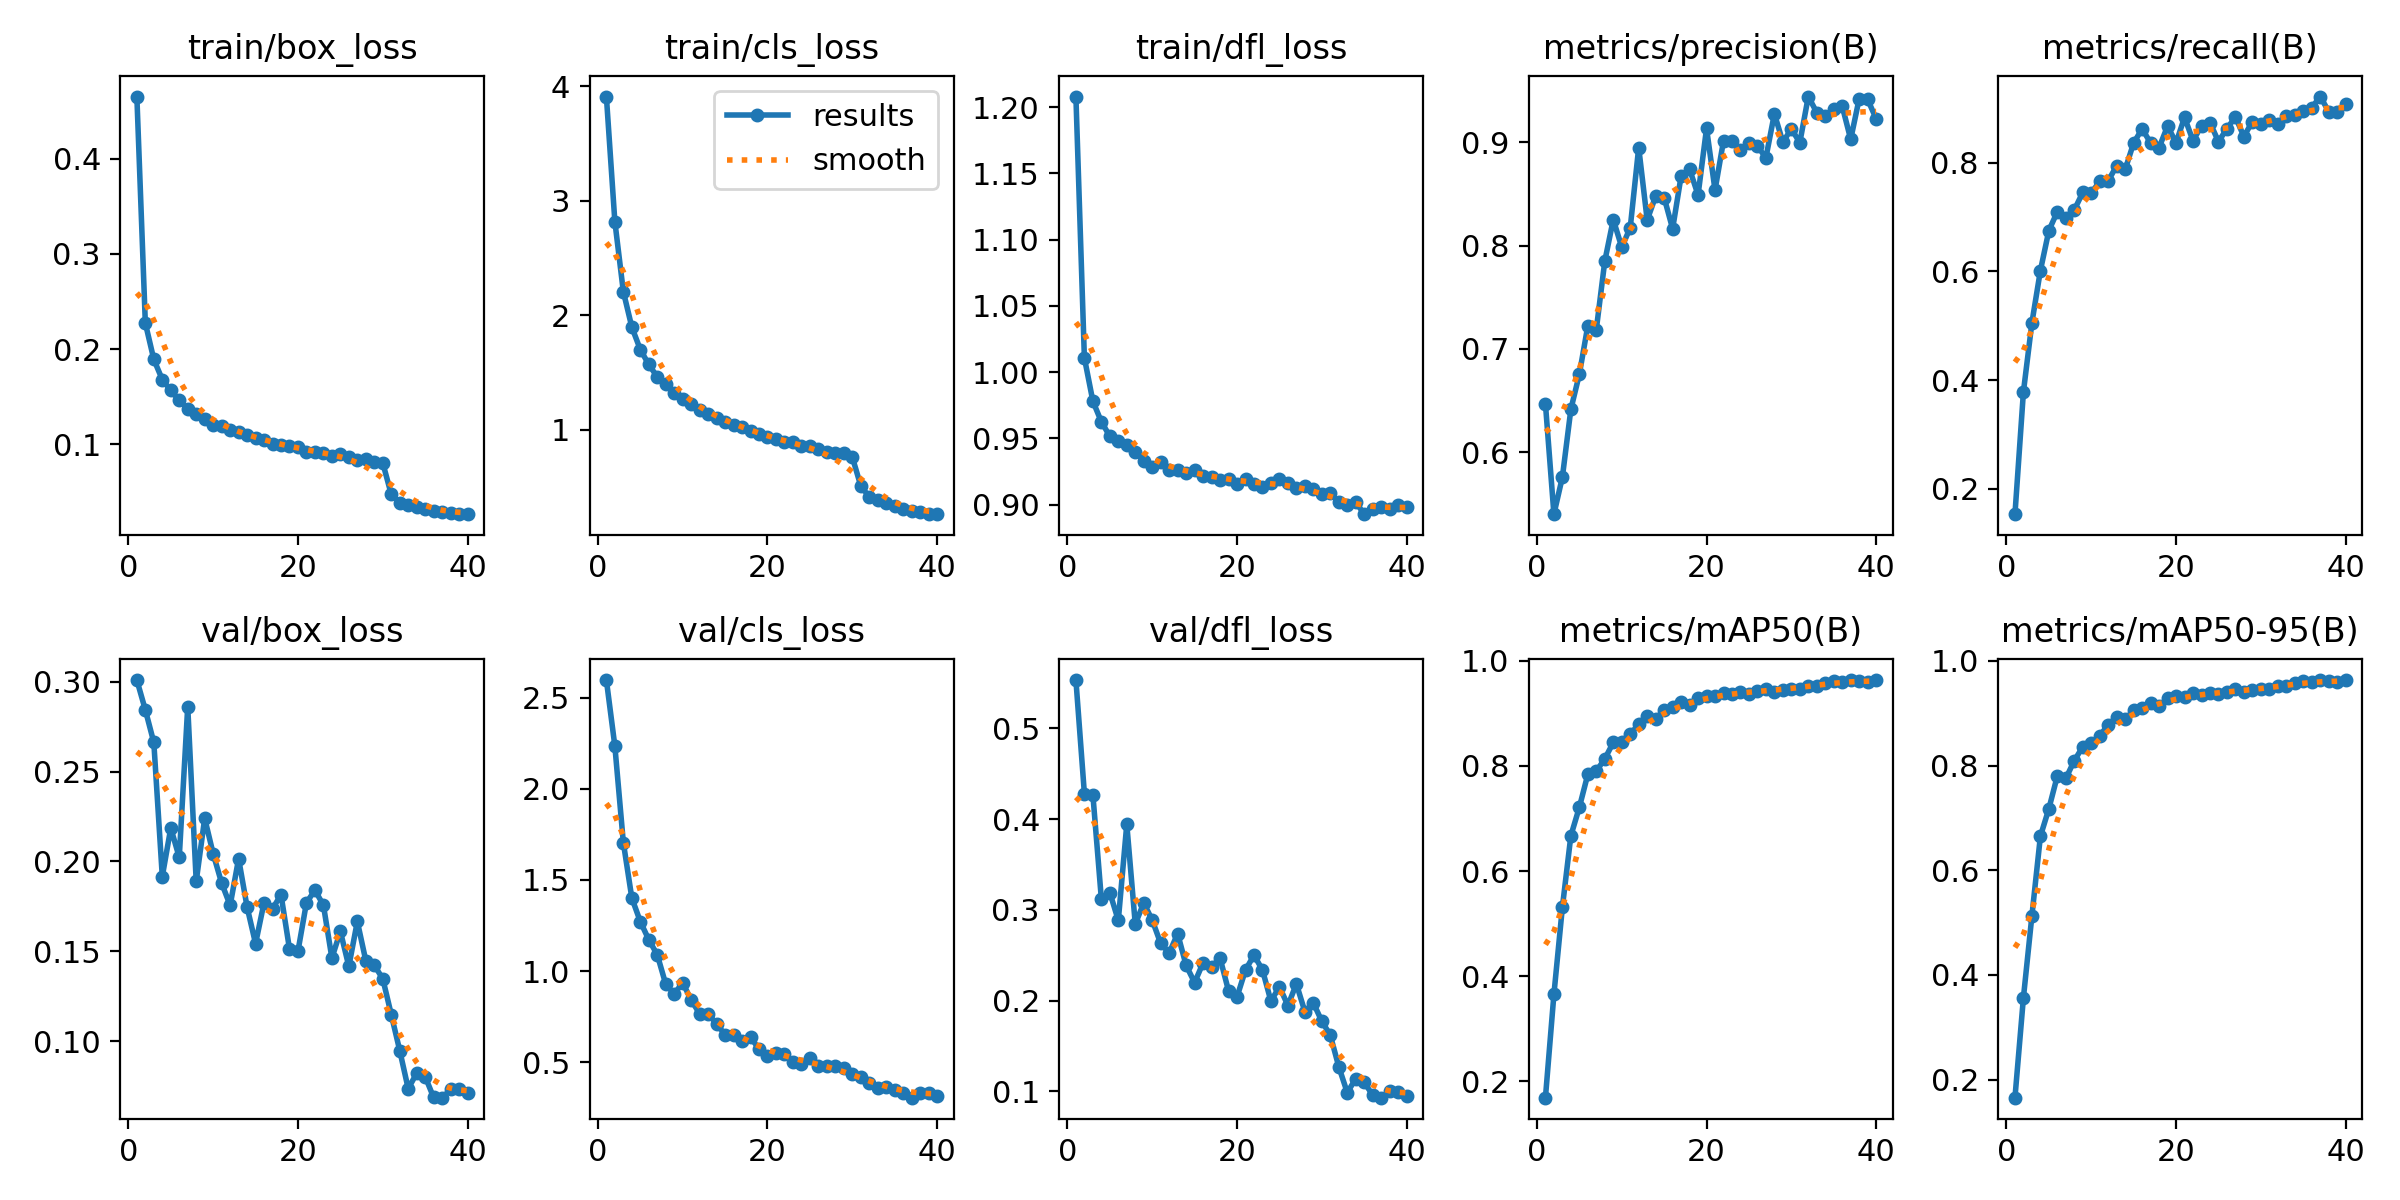 train/box_loss
0.4
0.3
0.2
0.1
0 20 40
train/cls_loss
results
smooth
4
3
2
1
0 20 40
train/dfl_loss
1.20
1.15
1.10
1.05
1.00
0.95
0.90
0 20 40
metrics/precision(B)
0.9
0.8
0.7
0.6
0 20 40
metrics/recall(B)
0.8
0.6
0.4
0.2
0 20 40
val/box_loss
0.30
0.25
0.20
0.15
0.10
0 20 40
val/cls_loss
2.5
2.0
1.5
1.0
0.5
0 20 40
val/dfl_loss
0.5
0.4
0.3
0.2
0.1
0 20 40
metrics/mAP50(B)
1.0
0.8
0.6
0.4
0.2
0 20 40
metrics/mAP50-95(B)
1.0
0.8
0.6
0.4
0.2
0 20 40